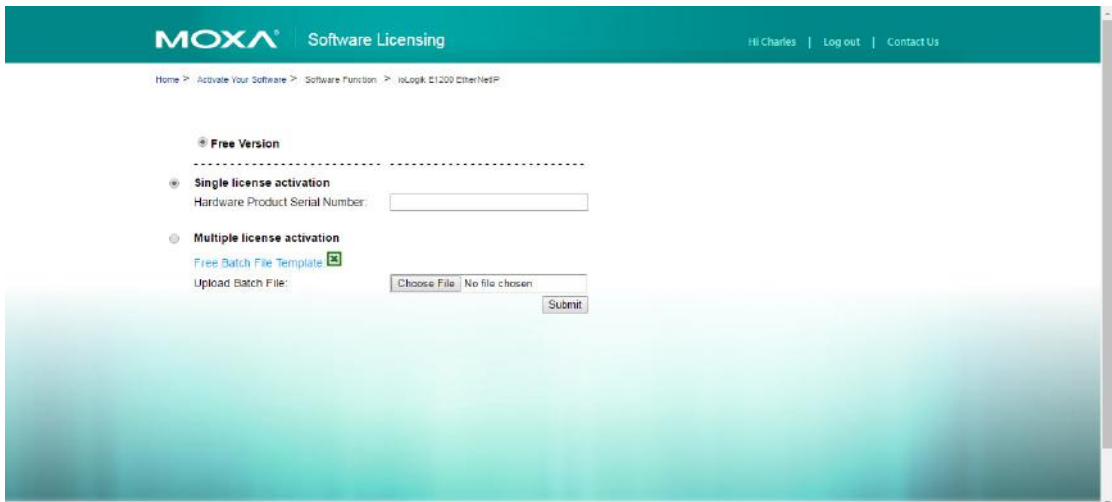 MOXA® Software Licensing
Hi Charles | Log out | Contact Us
Home > Activate Your Software > Software Function > ioLogik E1200 EtherNet/IP
Free Version
Single license activation
Hardware Product Serial Number:
Multiple license activation
Free Batch File Template
Upload Batch File: Choose File No file chosen
Submit